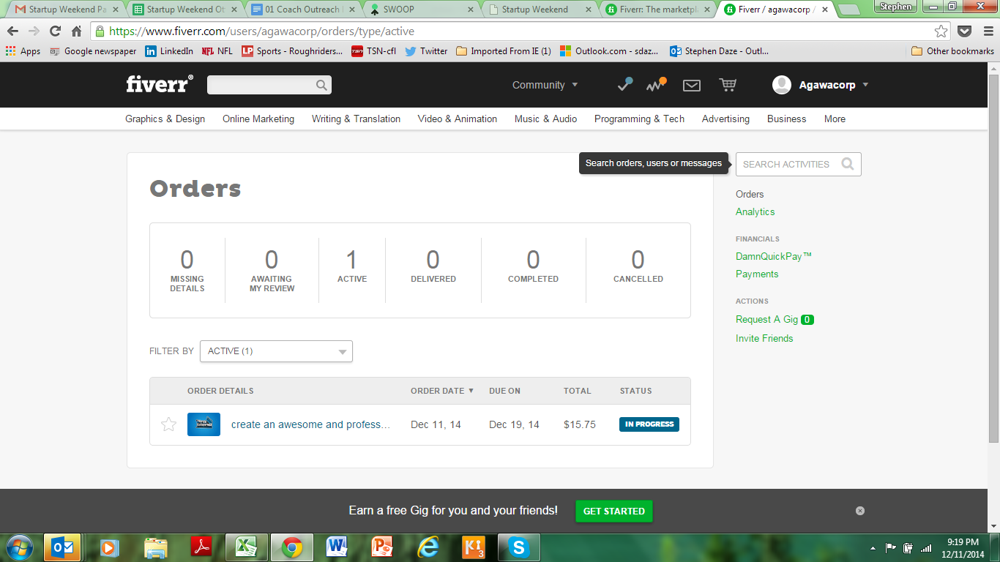 Startup Weekend Pa
Startup Weekend Ot
01 Coach Outreach
SWOOP
Startup Weekend
Fiverr: The marketpl
Fiverr / agawacorp /
Stephen
https://www.fiverr.com/users/agawacorp/orders/type/active
Apps
Google newspaper
LinkedIn
NFL
Sports - Roughriders...
TSN-cfl
Twitter
Imported From IE (1)
Outlook.com - sdaz...
Stephen Daze - Outl...
Other bookmarks
fiverr®
Community
Agawacorp
Graphics & Design
Online Marketing
Writing & Translation
Video & Animation
Music & Audio
Programming & Tech
Advertising
Business
More
Search orders, users or messages
SEARCH ACTIVITIES
Orders
0
MISSING
DETAILS
0
AWAITING
MY REVIEW
1
ACTIVE
0
DELIVERED
0
COMPLETED
0
CANCELLED
Orders
Analytics
FINANCIALS
DamnQuickPay™
Payments
ACTIONS
Request A Gig 0
Invite Friends
FILTER BY
ACTIVE (1)
ORDER DETAILS
ORDER DATE ▼
DUE ON
TOTAL
STATUS
create an awesome and profess...
Dec 11, 14
Dec 19, 14
$15.75
IN PROGRESS
Earn a free Gig for you and your friends!
GET STARTED
9:19 PM
12/11/2014